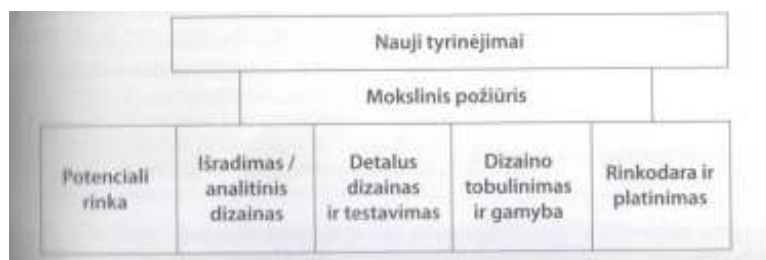 Nauji tyrinėjimai
Mokslinis požiūris
Potenciali
rinka
Išradimas /
analitinis
dizainas
Detalus
dizainas
ir testavimas
Dizaino
tobulinimas
ir gamyba
Rinkodara ir
platinimas